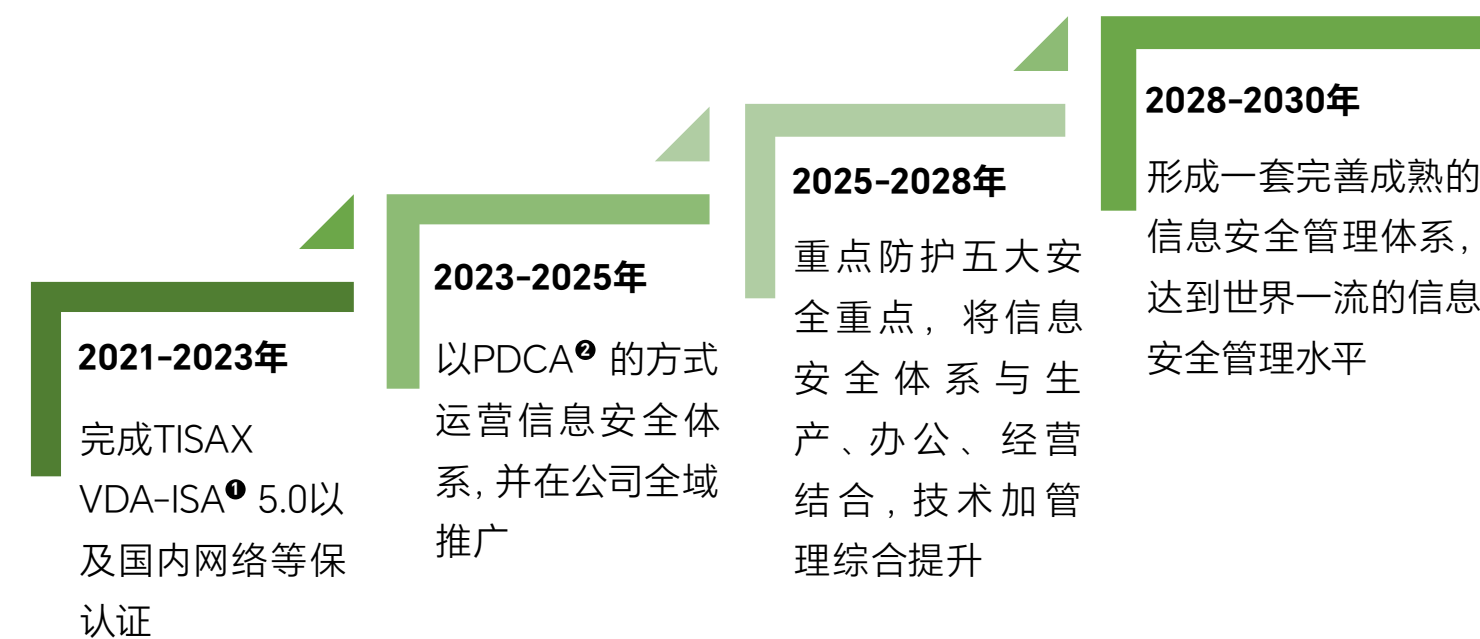 2021-2023年
完成TISAX
VDA-ISA❶ 5.0以
及国内网络等保
认证
2023-2025年
以PDCA❷ 的方式
运营信息安全体
系, 并在公司全域
推广
2025-2028年
重点防护五大安
全重点，将信息
安全体系与生
产、办公、经营
结合, 技术加管
理综合提升
2028-2030年
形成一套完善成熟的
信息安全管理体系,
达到世界一流的信息
安全管理水平